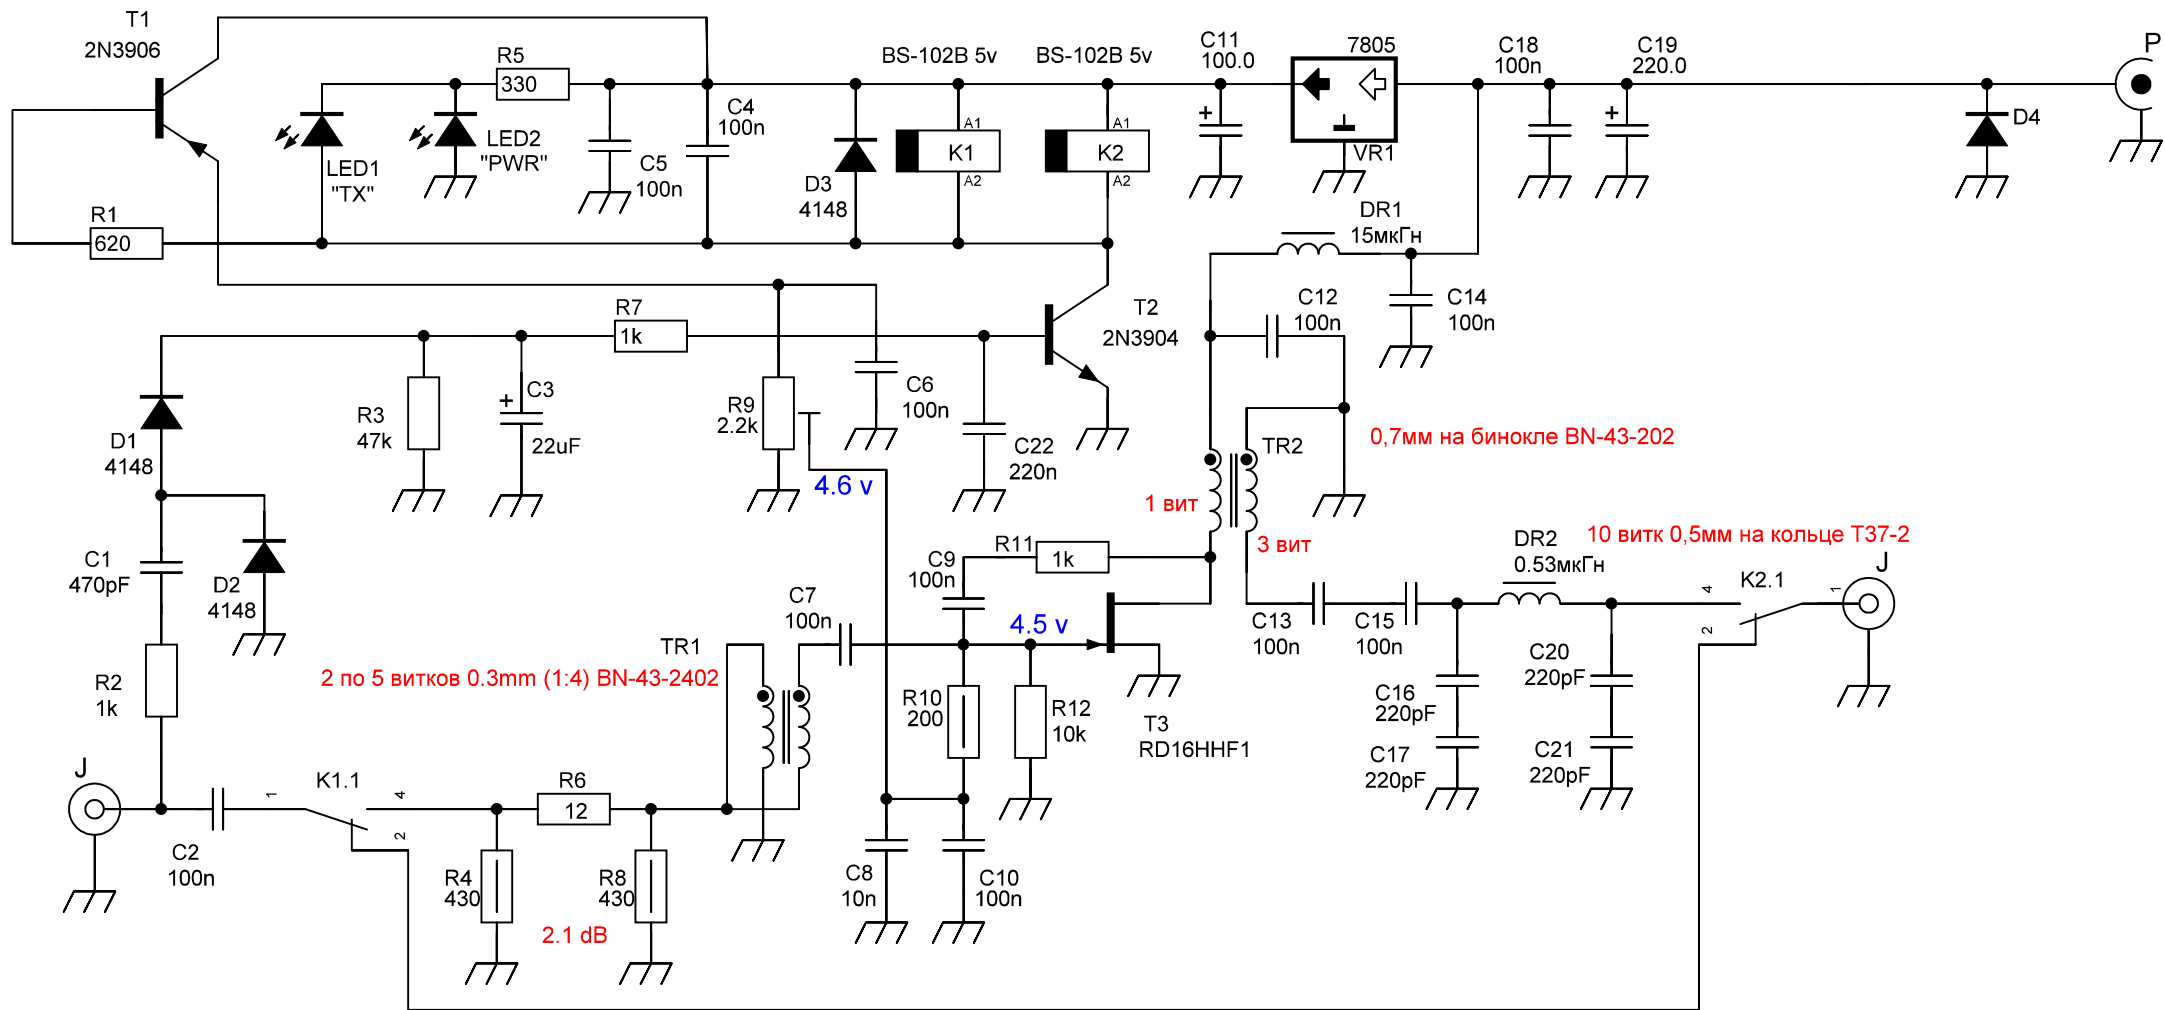 T1
2N3906
R5
330
LED1
"TX"
LED2
"PWR"
C5
100n
C4
100n
D3
4148
BS-102B 5v
A1
K1
A2
BS-102B 5v
A1
K2
A2
C11
100.0
+
7805
VR1
C18
100n
C19
220.0
+
D4
P
R1
620
DR1
15мкГн
C14
100n
C12
100n
R7
1k
T2
2N3904
D1
4148
R3
47k
C3
+
22uF
R9
2.2k
4.6 v
C6
100n
C22
220n
TR2
0,7мм на бинокле BN-43-202
1 вит
3 вит
C1
470pF
D2
4148
R2
1k
C9
100n
R11
1k
4.5 v
C7
100n
TR1
2 по 5 витков 0.3mm (1:4) BN-43-2402
R10
200
R12
10k
T3
RD16HHF1
C13
100n
C15
100n
DR2
0.53мкГн
10 витк 0,5мм на кольце T37-2
K2.1
4
2
1
J
C16
220pF
C17
220pF
C20
220pF
C21
220pF
J
C2
100n
K1.1
1
4
2
R6
12
R4
430
R8
430
2.1 dB
C8
10n
C10
100n